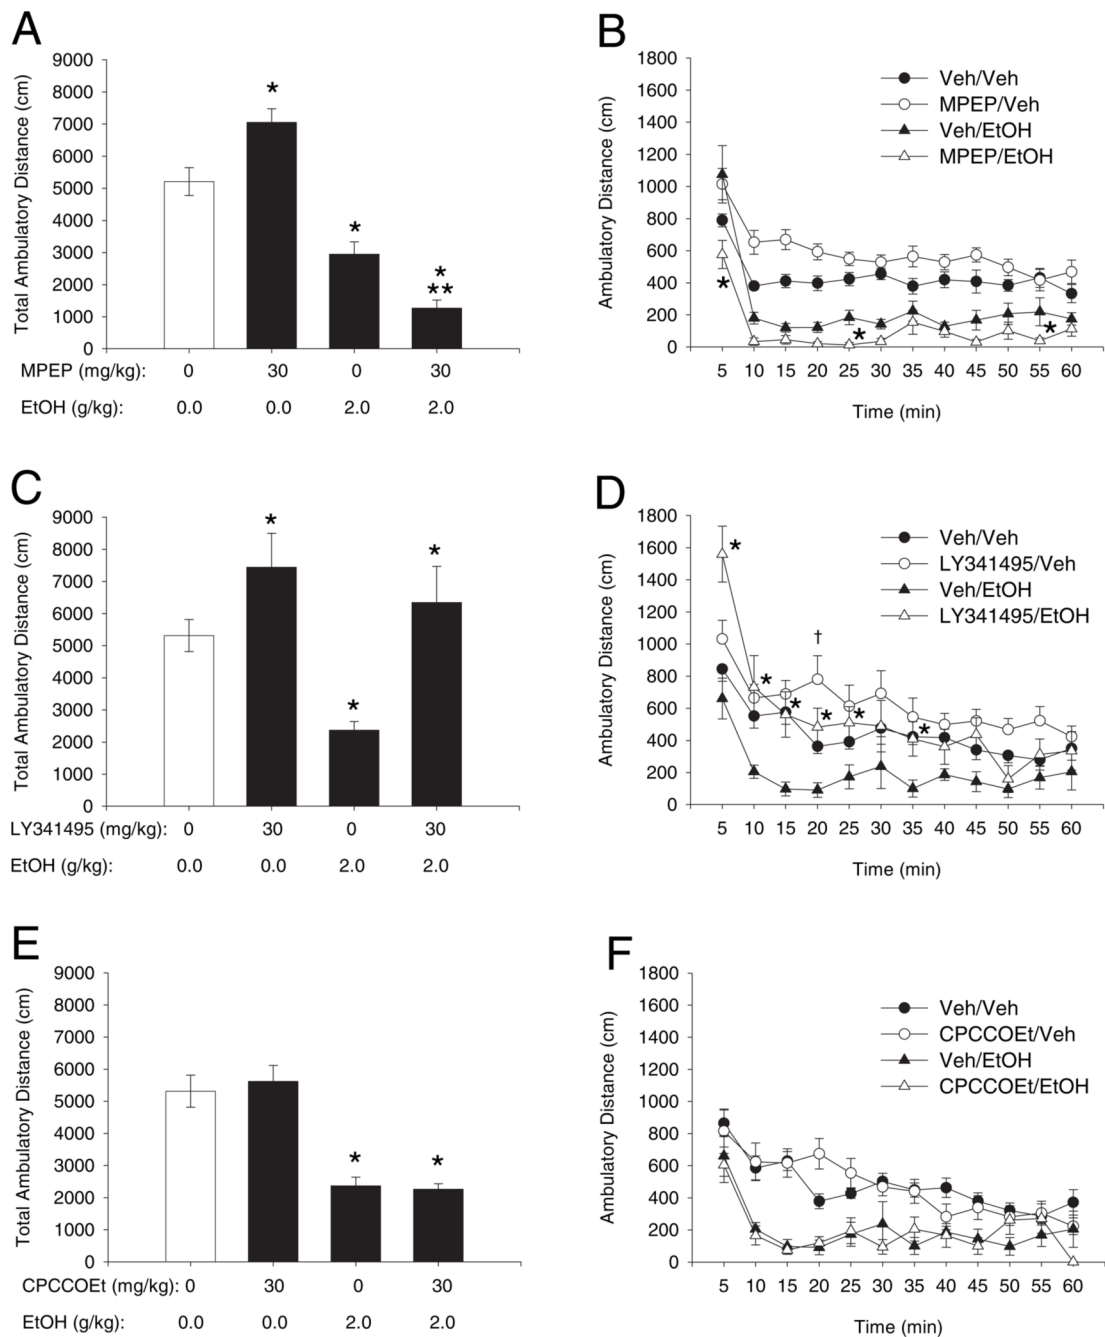 A
Total Ambulatory Distance (cm)
9000
8000
7000
6000
5000
4000
3000
2000
1000
0
*
*
*
**
MPEP (mg/kg): 0 30 0 30
EtOH (g/kg): 0.0 0.0 2.0 2.0
B
Ambulatory Distance (cm)
1800
1600
1400
1200
1000
800
600
400
200
0
Veh/Veh
MPEP/Veh
Veh/EtOH
MPEP/EtOH
*
*
*
5 10 15 20 25 30 35 40 45 50 55 60
Time (min)
C
Total Ambulatory Distance (cm)
9000
8000
7000
6000
5000
4000
3000
2000
1000
0
*
*
*
LY341495 (mg/kg): 0 30 0 30
EtOH (g/kg): 0.0 0.0 2.0 2.0
D
Ambulatory Distance (cm)
1800
1600
1400
1200
1000
800
600
400
200
0
Veh/Veh
LY341495/Veh
Veh/EtOH
LY341495/EtOH
*
†
*
*
*
*
*
5 10 15 20 25 30 35 40 45 50 55 60
Time (min)
E
Total Ambulatory Distance (cm)
9000
8000
7000
6000
5000
4000
3000
2000
1000
0
*
*
CPCCOEt (mg/kg): 0 30 0 30
EtOH (g/kg): 0.0 0.0 2.0 2.0
F
Ambulatory Distance (cm)
1800
1600
1400
1200
1000
800
600
400
200
0
Veh/Veh
CPCCOEt/Veh
Veh/EtOH
CPCCOEt/EtOH
5 10 15 20 25 30 35 40 45 50 55 60
Time (min)